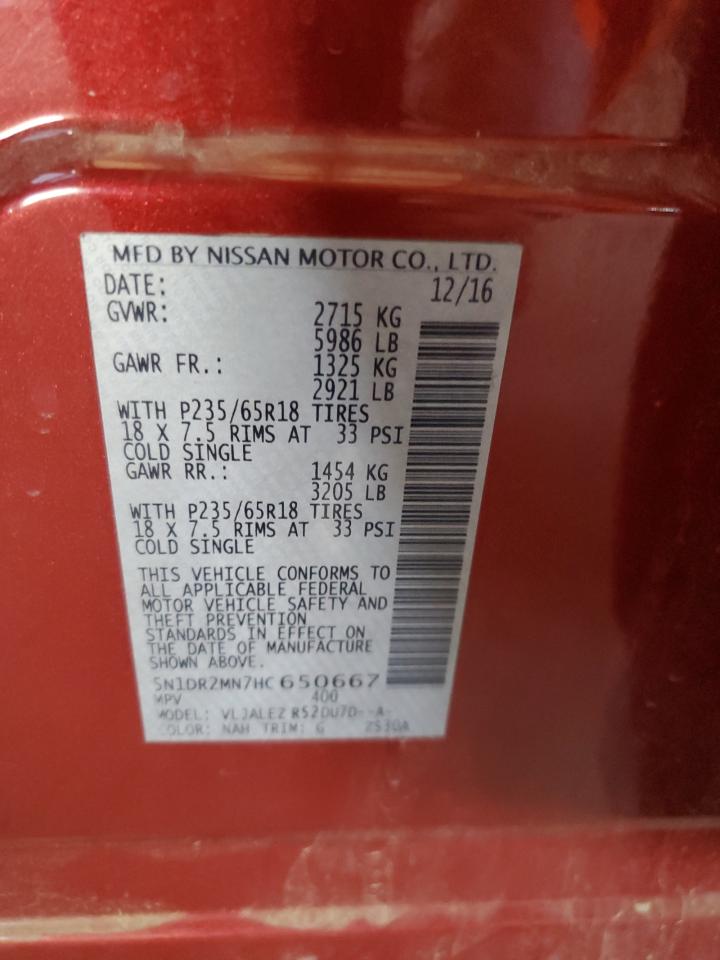 MFD BY NISSAN MOTOR CO., LTD.
DATE: 12/16
GVWR: 2715 KG
5986 LB
GAWR FR.: 1325 KG
2921 LB
WITH P235/65R18 TIRES
18 X 7.5 RIMS AT 33 PSI
COLD SINGLE
GAWR RR.: 1454 KG
3205 LB
WITH P235/65R18 TIRES
18 X 7.5 RIMS AT 33 PSI
COLD SINGLE
THIS VEHICLE CONFORMS TO
ALL APPLICABLE FEDERAL
MOTOR VEHICLE SAFETY AND
THEFT PREVENTION
STANDARDS IN EFFECT ON
THE DATE OF MANUFACTURE
SHOWN ABOVE.
5N1DR2MN7HC650667
MPV 400
MODEL: R52DU7D--A-
COLOR: NAH TRIM: G